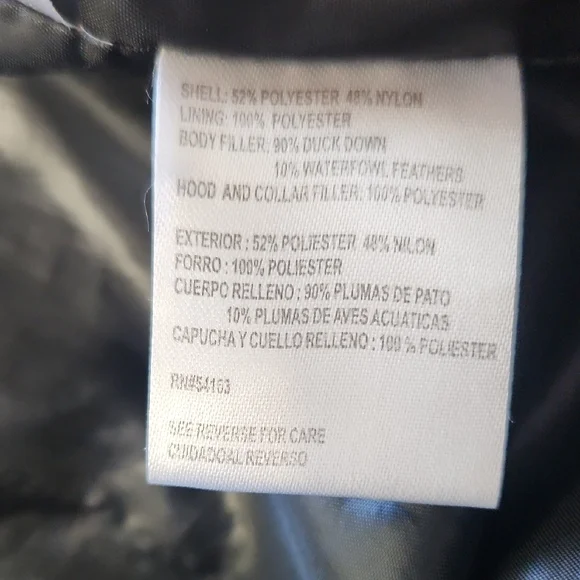 SHELL: 52% POLYESTER 48% NYLON
LINING: 100% POLYESTER
BODY FILLER: 90% DUCK DOWN
10% WATERFOWL FEATHERS
HOOD AND COLLAR FILLER: 100% POLYESTER
EXTERIOR : 52% POLIESTER 48% NILON
FORRO : 100% POLIESTER
CUERPO RELLENO : 90% PLUMAS DE PATO
10% PLUMAS DE AVES ACUATICAS
CAPUCHA Y CUELLO RELLENO : 100 % POLIESTER
RN#54163
SEE REVERSE FOR CARE
CUIDADO AL REVERSO